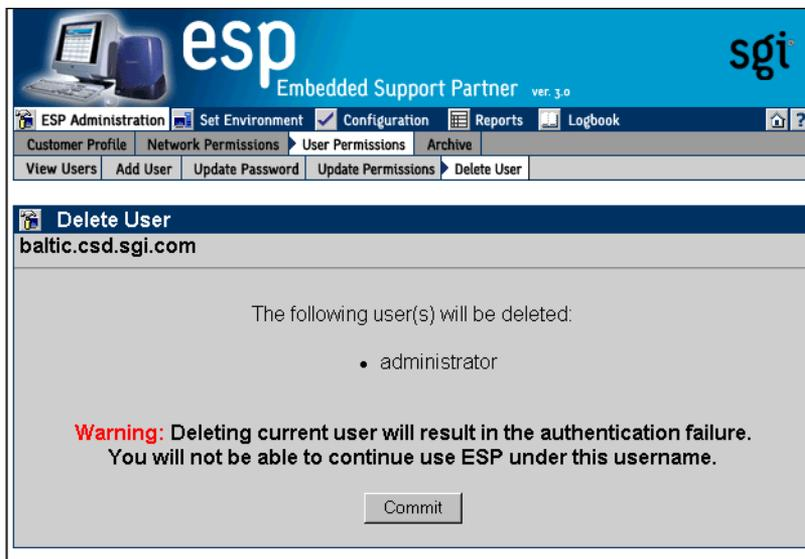 esp
Embedded Support Partner ver. 3.0
sgi
ESP Administration Set Environment Configuration Reports Logbook ?
Customer Profile Network Permissions User Permissions Archive
View Users Add User Update Password Update Permissions Delete User
Delete User
baltic.csd.sgi.com
The following user(s) will be deleted:
• administrator
Warning: Deleting current user will result in the authentication failure.
You will not be able to continue use ESP under this username.
Commit